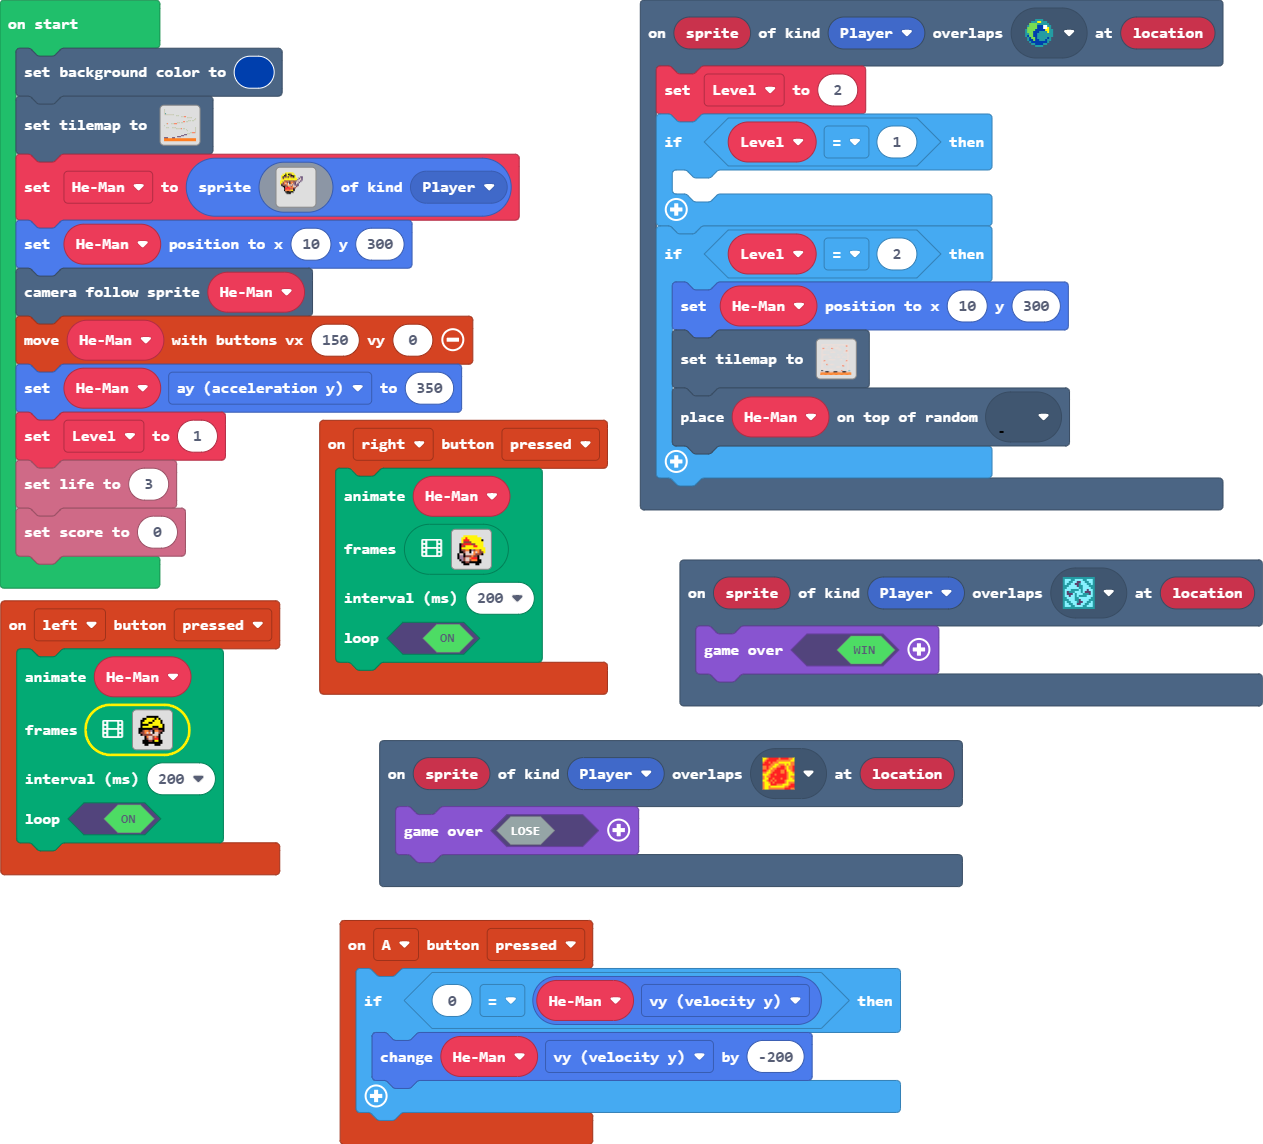 on start
set background color to
set tilemap to
set He-Man to sprite of kind Player
set He-Man position to x 10 y 300
camera follow sprite He-Man
move He-Man with buttons vx 150 vy 0
set He-Man ay (acceleration y) to 350
set Level to 1
set life to 3
set score to 0
on left button pressed
animate He-Man
frames
interval (ms) 200
loop ON
on right button pressed
animate He-Man
frames
interval (ms) 200
loop ON
on sprite of kind Player overlaps at location
set Level to 2
if Level = 1 then
if Level = 2 then
set He-Man position to x 10 y 300
set tilemap to
place He-Man on top of random
on sprite of kind Player overlaps at location
game over WIN
on sprite of kind Player overlaps at location
game over LOSE
on A button pressed
if 0 = He-Man vy (velocity y) then
change He-Man vy (velocity y) by -200